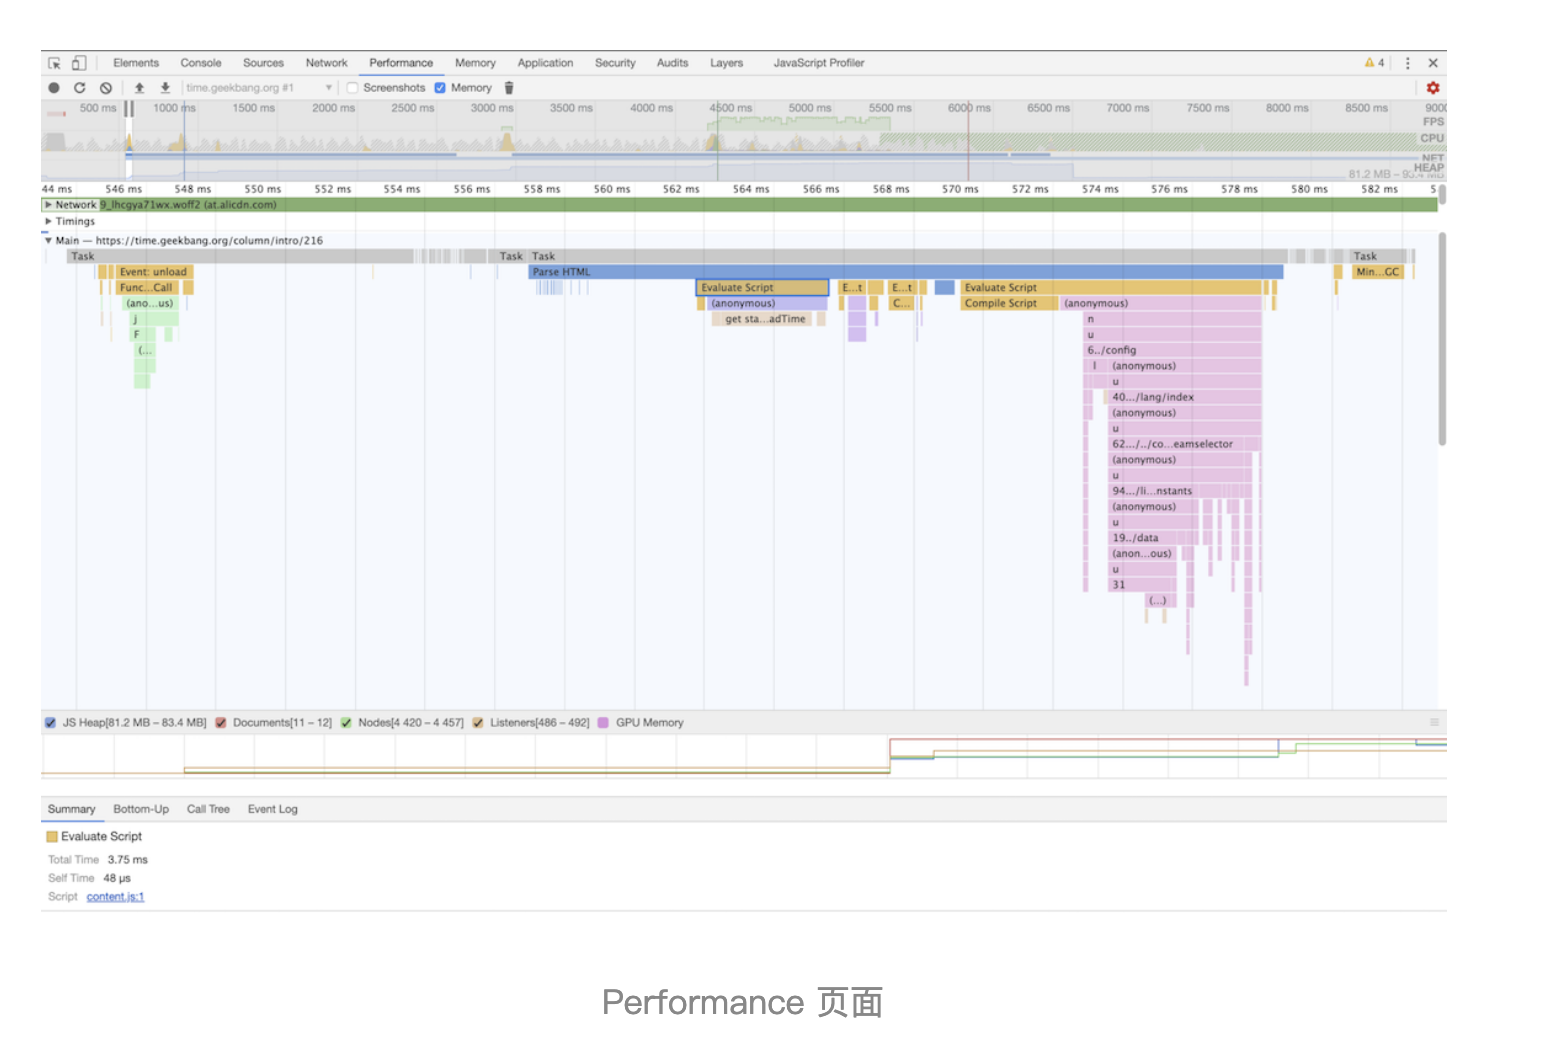 Elements Console Sources Network Performance Memory Application Security Audits Layers JavaScript Profiler 4
time.geekbang.org #1 Screenshots Memory
500 ms 1000 ms 1500 ms 2000 ms 2500 ms 3000 ms 3500 ms 4000 ms 4500 ms 5000 ms 5500 ms 6000 ms 6500 ms 7000 ms 7500 ms 8000 ms 8500 ms 9000
FPS
CPU
NET
HEAP
44 ms 546 ms 548 ms 550 ms 552 ms 554 ms 556 ms 558 ms 560 ms 562 ms 564 ms 566 ms 568 ms 570 ms 572 ms 574 ms 576 ms 578 ms 580 ms 582 ms 5
Network 9_lhcgya71wx.woff2 (at.alicdn.com)
Timings
Main — https://time.geekbang.org/column/intro/216
Task Task Task Task
Event: unload Parse HTML Min...GC
Func...Call Evaluate Script E...t E...t Evaluate Script
(ano...us) (anonymous) C... Compile Script (anonymous)
j get sta...adTime n
F u
(... 6../config
l (anonymous)
u
40.../lang/index
(anonymous)
u
62.../../co...eamselector
(anonymous)
u
94.../li...nstants
(anonymous)
u
19../data
(anon...ous)
u
31
(...)
JS Heap[81.2 MB – 83.4 MB] Documents[11 – 12] Nodes[4 420 – 4 457] Listeners[486 – 492] GPU Memory
Summary Bottom-Up Call Tree Event Log
Evaluate Script
Total Time 3.75 ms
Self Time 48 μs
Script content.js:1
Performance 页面